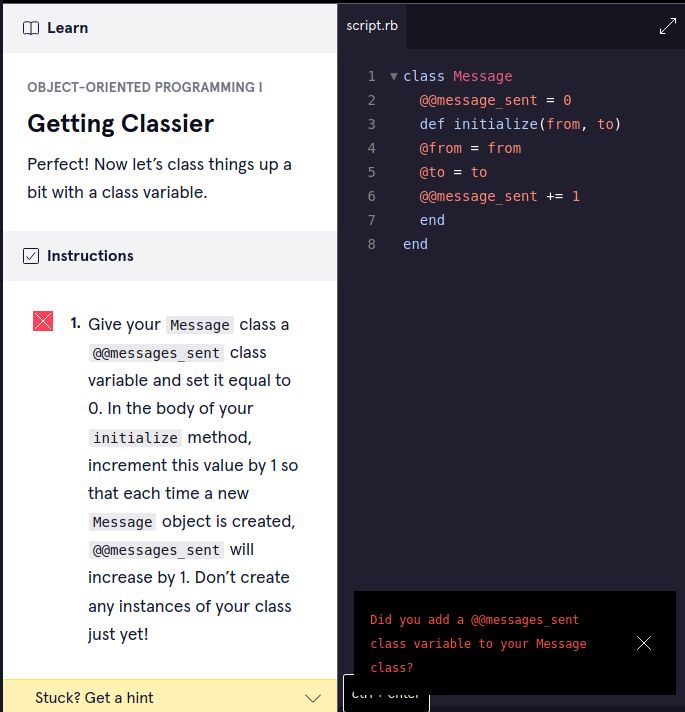 Learn
OBJECT-ORIENTED PROGRAMMING I
Getting Classier
Perfect! Now let’s class things up a
bit with a class variable.
Instructions
1. Give your Message class a
@@messages_sent class
variable and set it equal to
0. In the body of your
initialize method,
increment this value by 1 so
that each time a new
Message object is created,
@@messages_sent will
increase by 1. Don’t create
any instances of your class
just yet!
Stuck? Get a hint
script.rb
1 class Message
2 @@message_sent = 0
3 def initialize(from, to)
4 @from = from
5 @to = to
6 @@message_sent += 1
7 end
8 end
Did you add a @@messages_sent
class variable to your Message
class?